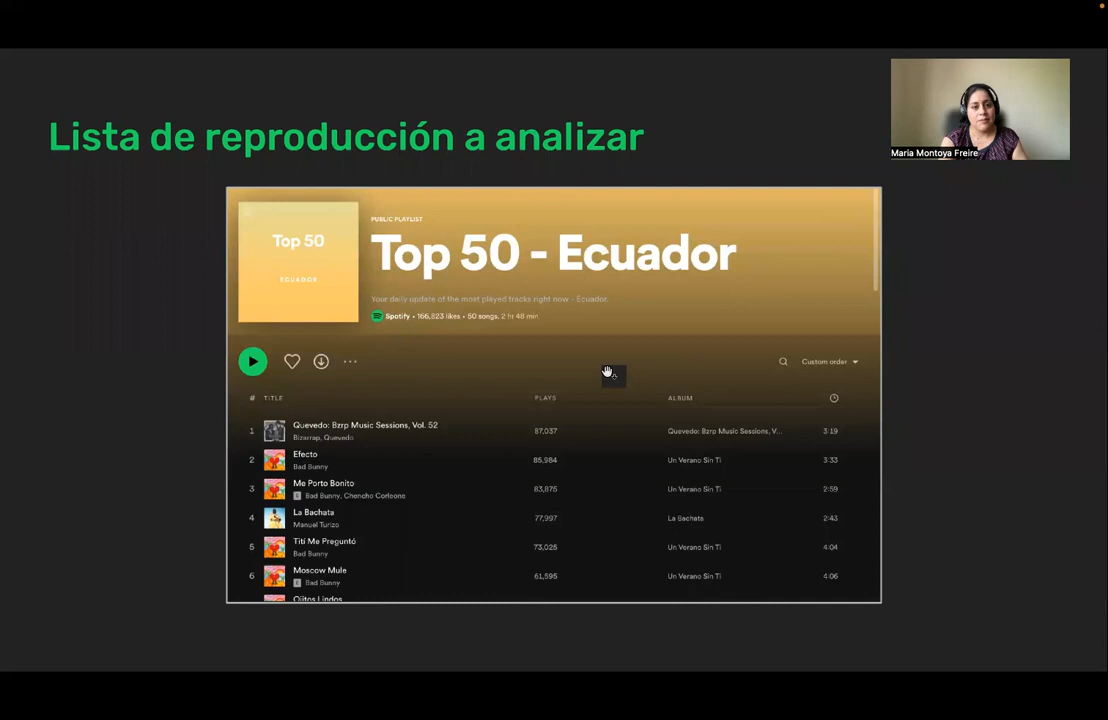 Lista de reproducción a analizar
Maria Montoya Freire
Top 50
ECUADOR
PUBLIC PLAYLIST
Top 50 - Ecuador
Your daily update of the most played tracks right now - Ecuador.
Spotify • 166,823 likes • 50 songs, 2 hr 48 min
Custom order
# TITLE PLAYS ALBUM
1 Quevedo: Bzrp Music Sessions, Vol. 52 87,037 Quevedo: Bzrp Music Sessions, V... 3:19
Bizarrap, Quevedo
2 Efecto 85,984 Un Verano Sin Ti 3:33
Bad Bunny
3 Me Porto Bonito 83,875 Un Verano Sin Ti 2:59
E Bad Bunny, Chencho Corleone
4 La Bachata 77,997 La Bachata 2:43
Manuel Turizo
5 Tití Me Preguntó 73,025 Un Verano Sin Ti 4:04
Bad Bunny
6 Moscow Mule 61,595 Un Verano Sin Ti 4:06
E Bad Bunny
Ojitos Lindos